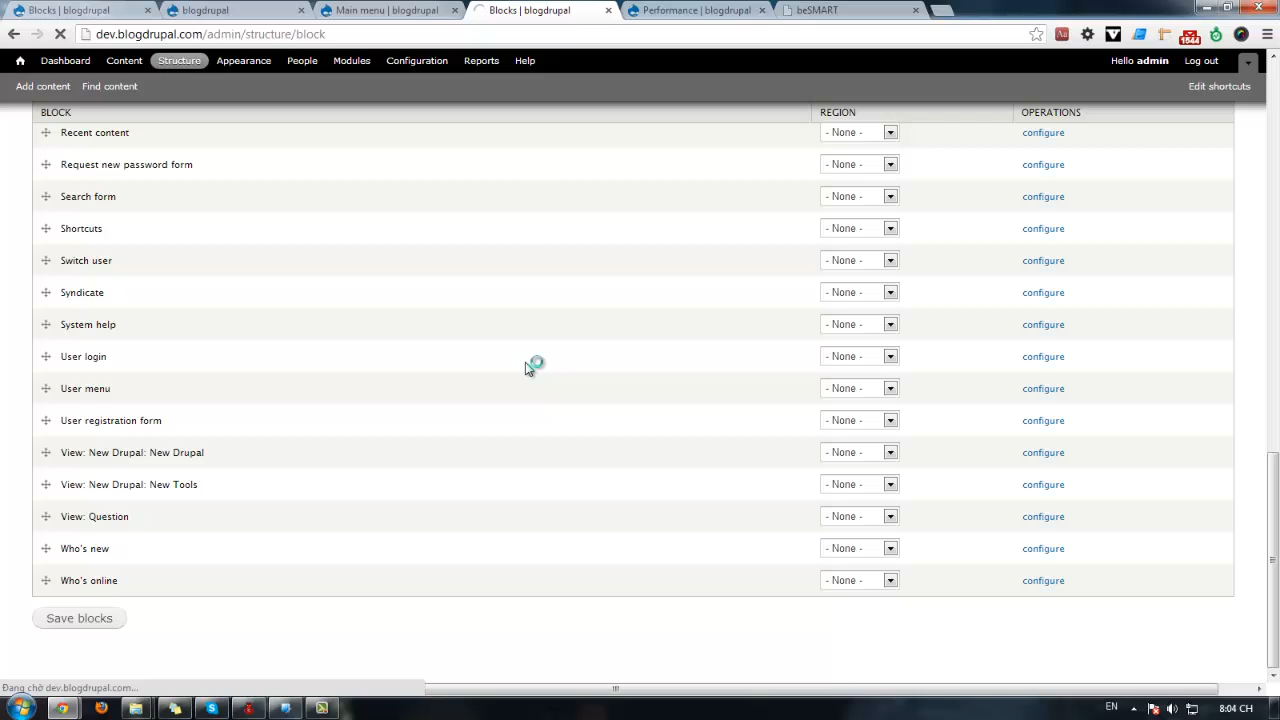 Blocks | blogdrupal
blogdrupal
Main menu | blogdrupal
Blocks | blogdrupal
Performance | blogdrupal
beSMART
dev.blogdrupal.com/admin/structure/block
1544
Dashboard Content Structure Appearance People Modules Configuration Reports Help
Hello admin Log out
Add content Find content
Edit shortcuts
BLOCK REGION OPERATIONS
Recent content - None - configure
Request new password form - None - configure
Search form - None - configure
Shortcuts - None - configure
Switch user - None - configure
Syndicate - None - configure
System help - None - configure
User login - None - configure
User menu - None - configure
User registration form - None - configure
View: New Drupal: New Drupal - None - configure
View: New Drupal: New Tools - None - configure
View: Question - None - configure
Who's new - None - configure
Who's online - None - configure
Save blocks
Đang chờ dev.blogdrupal.com...
EN
8:04 CH